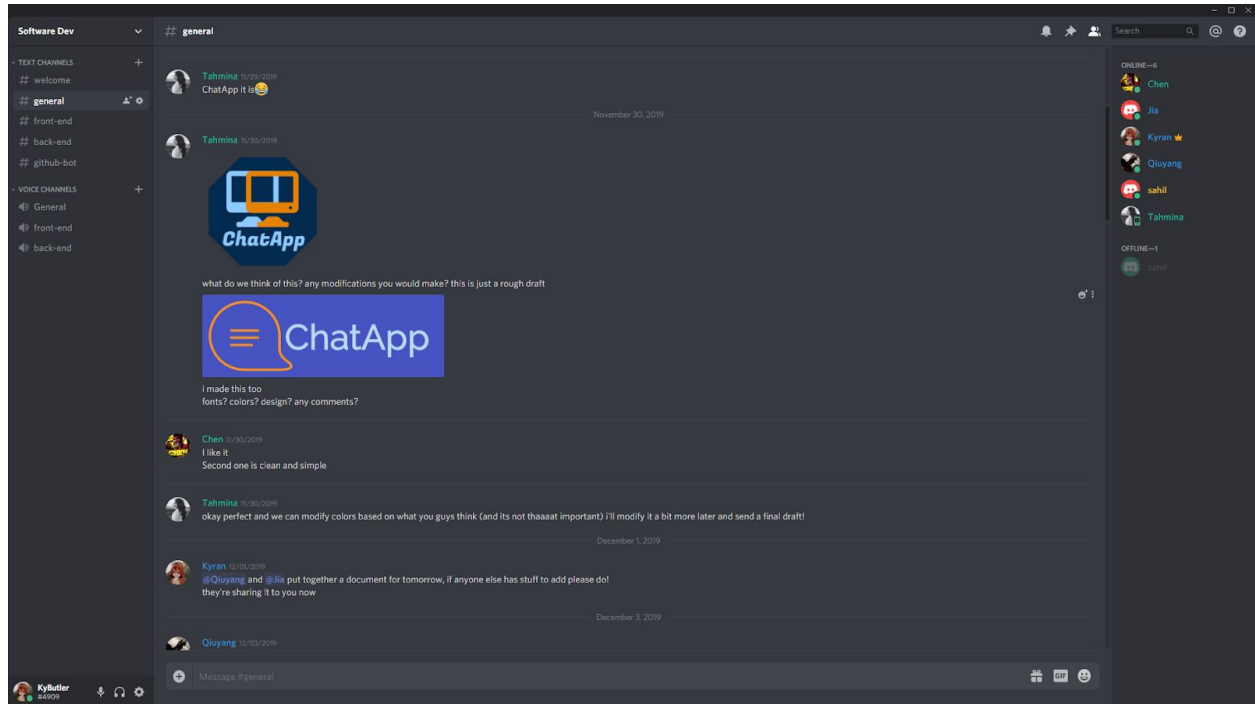 Software Dev
TEXT CHANNELS
# welcome
# general
# front-end
# back-end
# github-bot
VOICE CHANNELS
General
front-end
back-end
KyButler
#4909
# general
Search
Tahmina 11/29/2019
ChatApp it is😂
November 30, 2019
Tahmina 11/30/2019
ChatApp
what do we think of this? any modifications you would make? this is just a rough draft
ChatApp
i made this too
fonts? colors? design? any comments?
Chen 11/30/2019
I like it
Second one is clean and simple
Tahmina 11/30/2019
okay perfect and we can modify colors based on what you guys think (and its not thaaaat important) i'll modify it a bit more later and send a final draft!
December 1, 2019
Kyran 12/01/2019
@Qiuyang and @Jia put together a document for tomorrow, if anyone else has stuff to add please do!
they're sharing it to you now
December 3, 2019
Qiuyang 12/03/2019
Message #general
GIF
ONLINE—6
Chen
Jia
Kyran
Qiuyang
sahil
Tahmina
OFFLINE—1
sahil